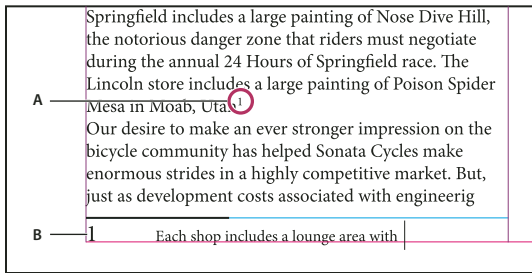 Springfield includes a large painting of Nose Dive Hill,
the notorious danger zone that riders must negotiate
during the annual 24 Hours of Springfield race. The
Lincoln store includes a large painting of Poison Spider
A Mesa in Moab, Utah1
Our desire to make an ever stronger impression on the
bicycle community has helped Sonata Cycles make
enormous strides in a highly competitive market. But,
just as development costs associated with engineerig
B 1 Each shop includes a lounge area with